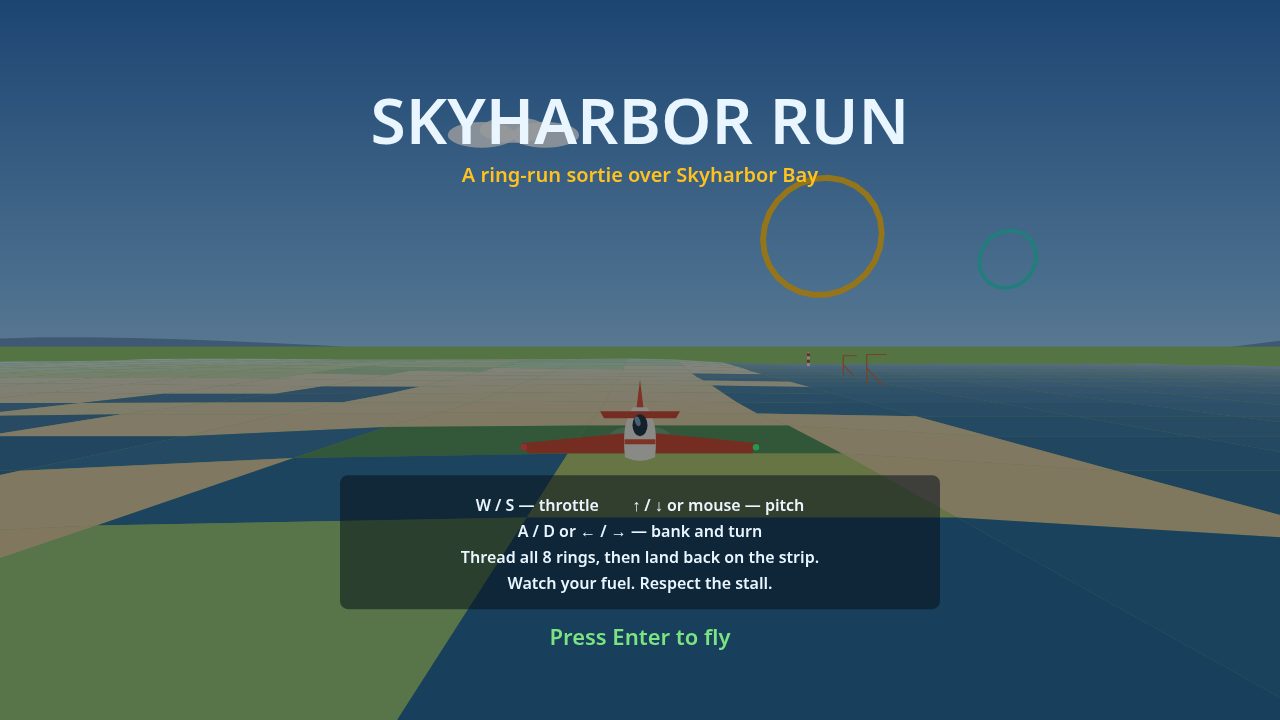 SKYHARBOR RUN
A ring-run sortie over Skyharbor Bay
W / S — throttle ↑ / ↓ or mouse — pitch
A / D or ← / → — bank and turn
Thread all 8 rings, then land back on the strip.
Watch your fuel. Respect the stall.
Press Enter to fly